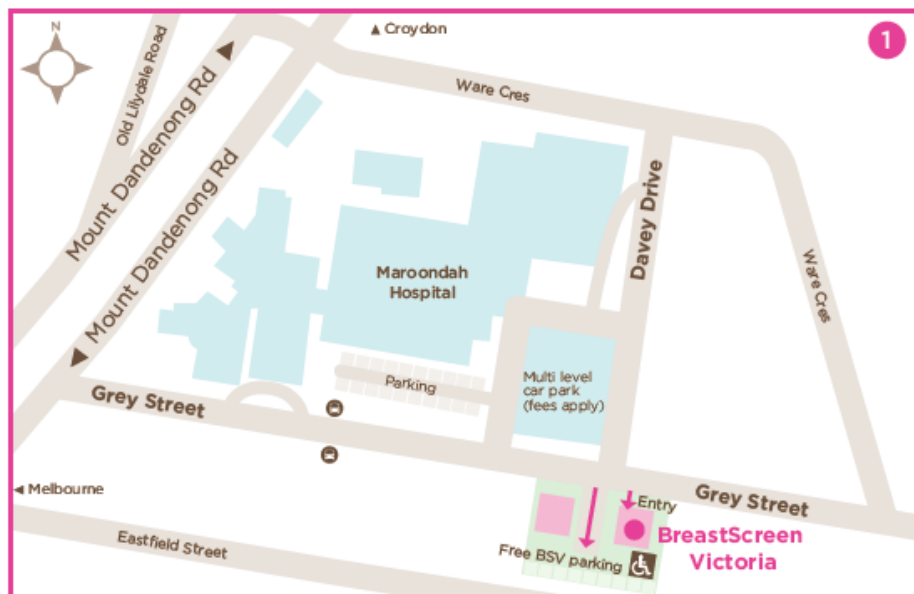 N
Croydon
1
Old Lilydale Road
Mount Dandenong Rd
Ware Cres
Mount Dandenong Rd
Davey Drive
Maroondah
Hospital
Ware Cres
Parking
Multi level
car park
(fees apply)
Grey Street
Melbourne
Grey Street
Entry
BreastScreen
Victoria
Eastfield Street
Free BSV parking